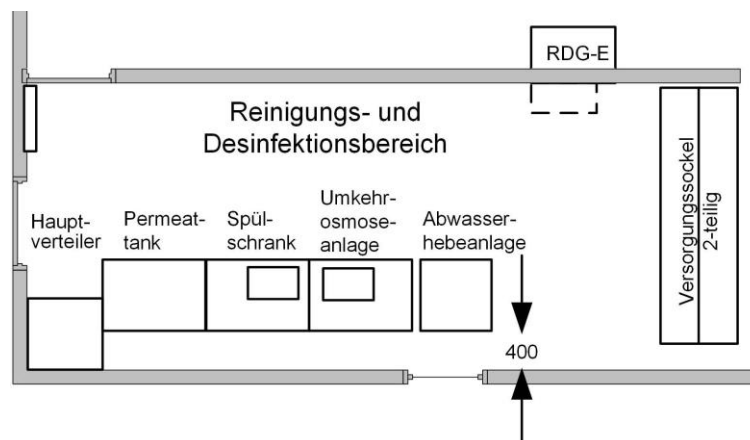 RDG-E
Reinigungs- und
Desinfektionsbereich
Haupt-
verteiler
Permeat-
tank
Spül-
schrank
Umkehr-
osmose-
anlage
Abwasser-
hebeanlage
Versorgungssockel
2-teilig
400